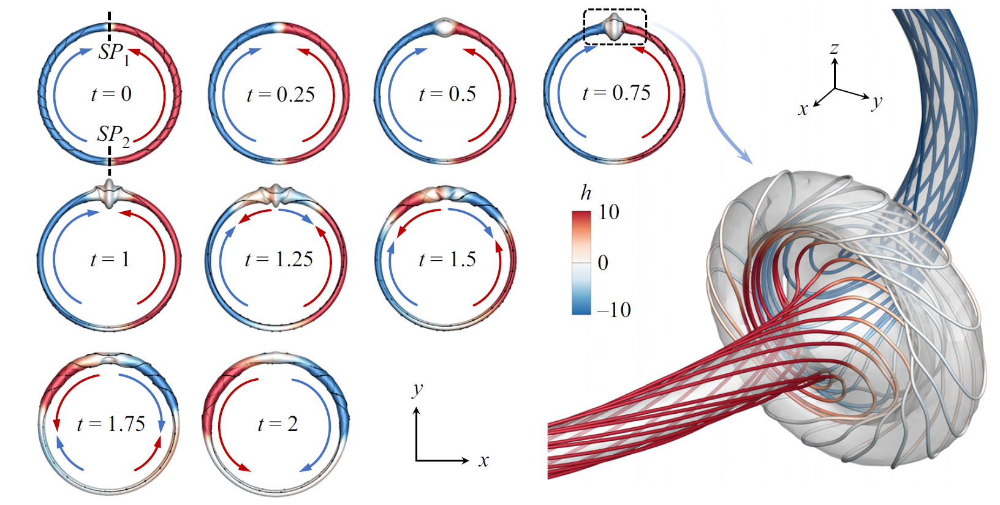 SP1
t = 0
SP2
t = 0.25
t = 0.5
t = 0.75
z
x
y
t = 1
t = 1.25
t = 1.5
h
10
0
–10
t = 1.75
t = 2
y
x